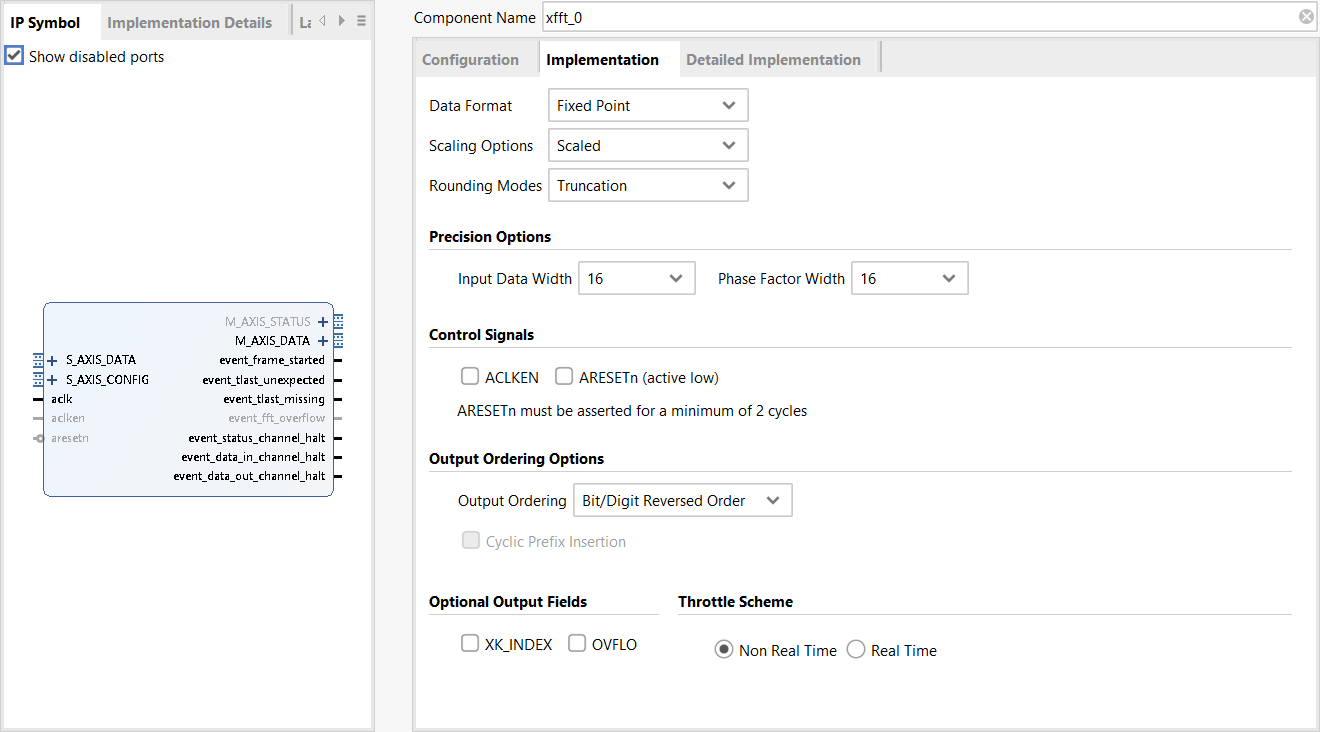 IP Symbol
Implementation Details
La
Show disabled ports
M_AXIS_STATUS
M_AXIS_DATA
S_AXIS_DATA
event_frame_started
S_AXIS_CONFIG
event_tlast_unexpected
aclk
event_tlast_missing
aclken
event_fft_overflow
aresetn
event_status_channel_halt
event_data_in_channel_halt
event_data_out_channel_halt
Component Name xfft_0
Configuration
Implementation
Detailed Implementation
Data Format Fixed Point
Scaling Options Scaled
Rounding Modes Truncation
Precision Options
Input Data Width 16 Phase Factor Width 16
Control Signals
ACLKEN ARESETn (active low)
ARESETn must be asserted for a minimum of 2 cycles
Output Ordering Options
Output Ordering Bit/Digit Reversed Order
Cyclic Prefix Insertion
Optional Output Fields
XK_INDEX OVFLO
Throttle Scheme
Non Real Time Real Time